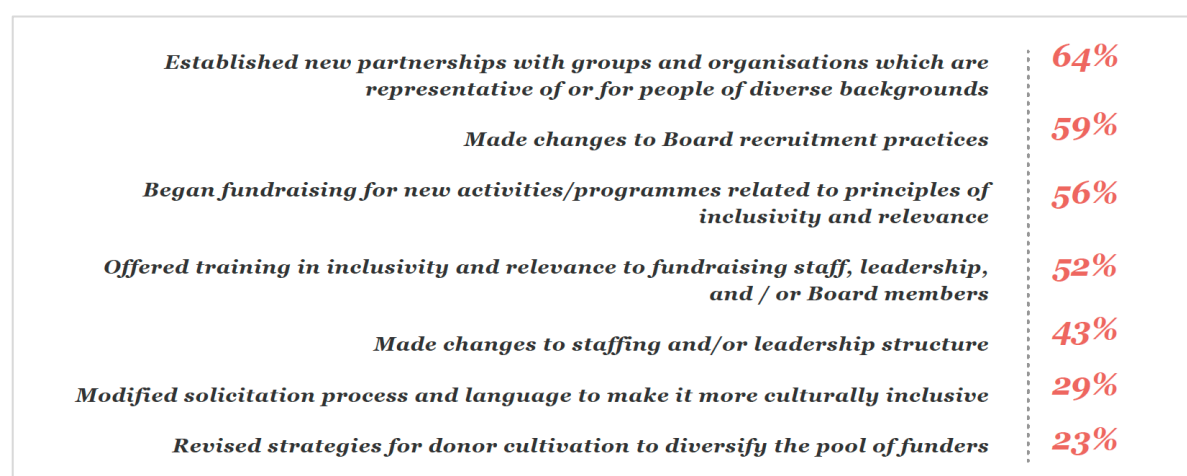 Established new partnerships with groups and organisations which are
representative of or for people of diverse backgrounds
64%
Made changes to Board recruitment practices
59%
Began fundraising for new activities/programmes related to principles of
inclusivity and relevance
56%
Offered training in inclusivity and relevance to fundraising staff, leadership,
and / or Board members
52%
Made changes to staffing and/or leadership structure
43%
Modified solicitation process and language to make it more culturally inclusive
29%
Revised strategies for donor cultivation to diversify the pool of funders
23%